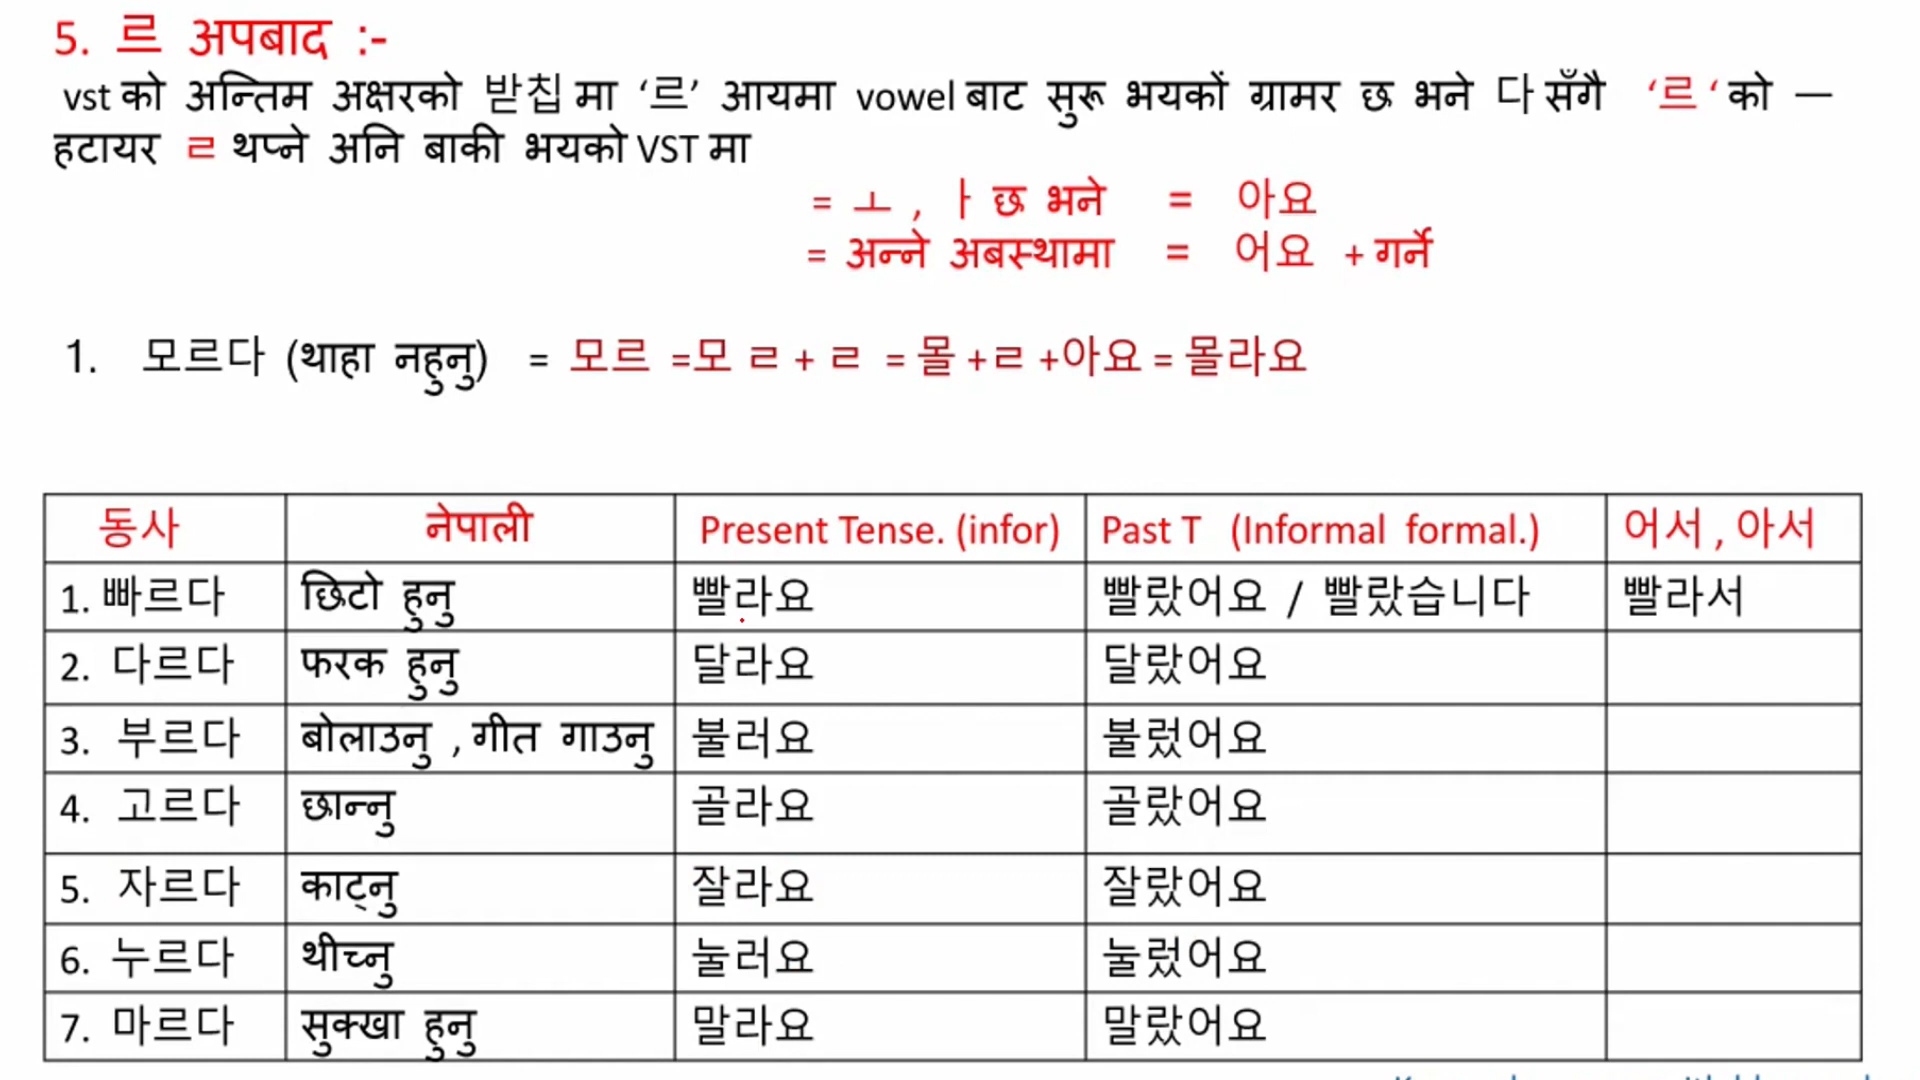 5. 르 अपबाद :-
vst को अन्तिम अक्षरको 받칩 मा ‘르’ आयमा vowel बाट सुरू भयकों ग्रामर छ भने 다 सँगै ‘르 ‘ को ㅡ
हटायर ㄹ थप्ने अनि बाकी भयको VST मा
= ㅗ , ㅏ छ भने = 아요
= अन्ने अबस्थामा = 어요 + गर्ने
1. 모르다 (थाहा नहुनु) = 모르 =모 ㄹ + ㄹ = 몰 +ㄹ +아요 = 몰라요
동사 नेपाली Present Tense. (infor) Past T (Informal formal.) 어서 , 아서
1. 빠르다 छिटो हुनु 빨라요 빨랐어요 / 빨랐습니다 빨라서
2. 다르다 फरक हुनु 달라요 달랐어요
3. 부르다 बोलाउनु , गीत गाउनु 불러요 불렀어요
4. 고르다 छान्नु 골라요 골랐어요
5. 자르다 काट्नु 잘라요 잘랐어요
6. 누르다 थीच्नु 눌러요 눌렀어요
7. 마르다 सुक्खा हुनु 말라요 말랐어요